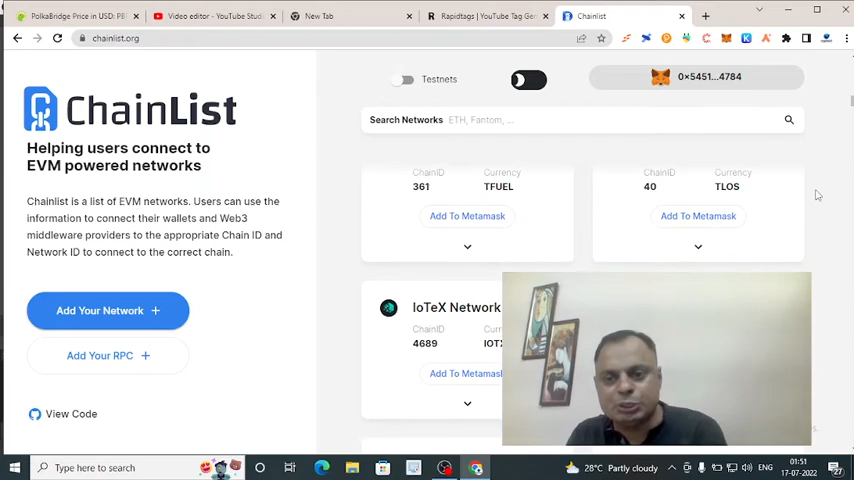 PolkaBridge Price in USD: PB
Video editor - YouTube Studi
New Tab
Rapidtags | YouTube Tag Gen
Chainlist
chainlist.org
Testnets
0×5451...4784
ChainList
Helping users connect to
EVM powered networks
Chainlist is a list of EVM networks. Users can use the
information to connect their wallets and Web3
middleware providers to the appropriate Chain ID and
Network ID to connect to the correct chain.
Add Your Network +
Add Your RPC +
View Code
Search Networks ETH, Fantom, ...
ChainID Currency
361 TFUEL
Add To Metamask
ChainID Currency
40 TLOS
Add To Metamask
IoTeX Network
ChainID Curr
4689 IOTX
Add To Metamask
Type here to search
28°C Partly cloudy
ENG
01:51
17-07-2022
27